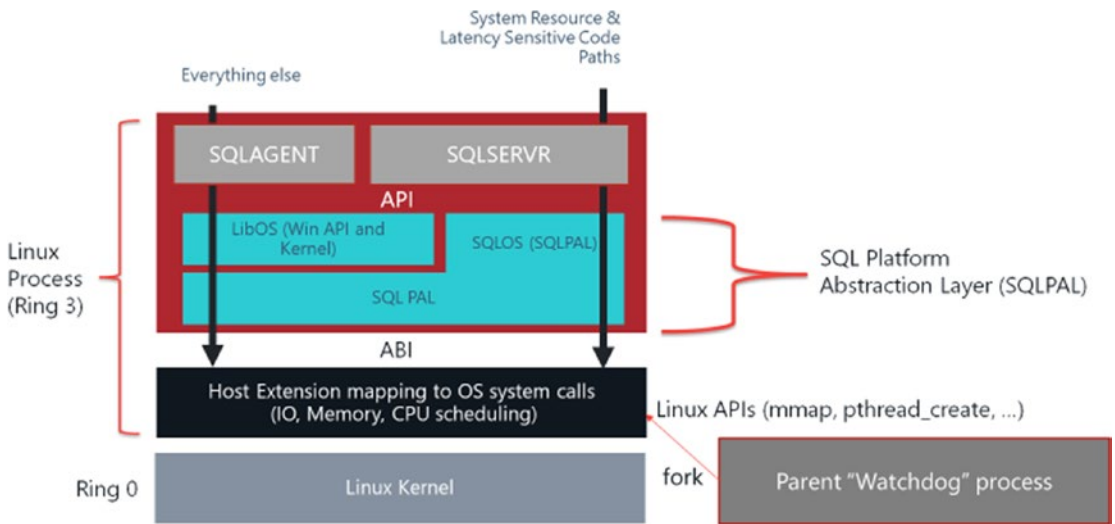 System Resource &
Latency Sensitive Code
Paths
Everything else
SQLAGENT
SQLSERVR
API
LibOS (Win API and
Kernel)
SQLOS (SQLPAL)
SQL PAL
Linux
Process
(Ring 3)
SQL Platform
Abstraction Layer (SQLPAL)
ABI
Host Extension mapping to OS system calls
(IO, Memory, CPU scheduling)
Linux APIs (mmap, pthread_create, ...)
Ring 0
Linux Kernel
fork
Parent “Watchdog” process